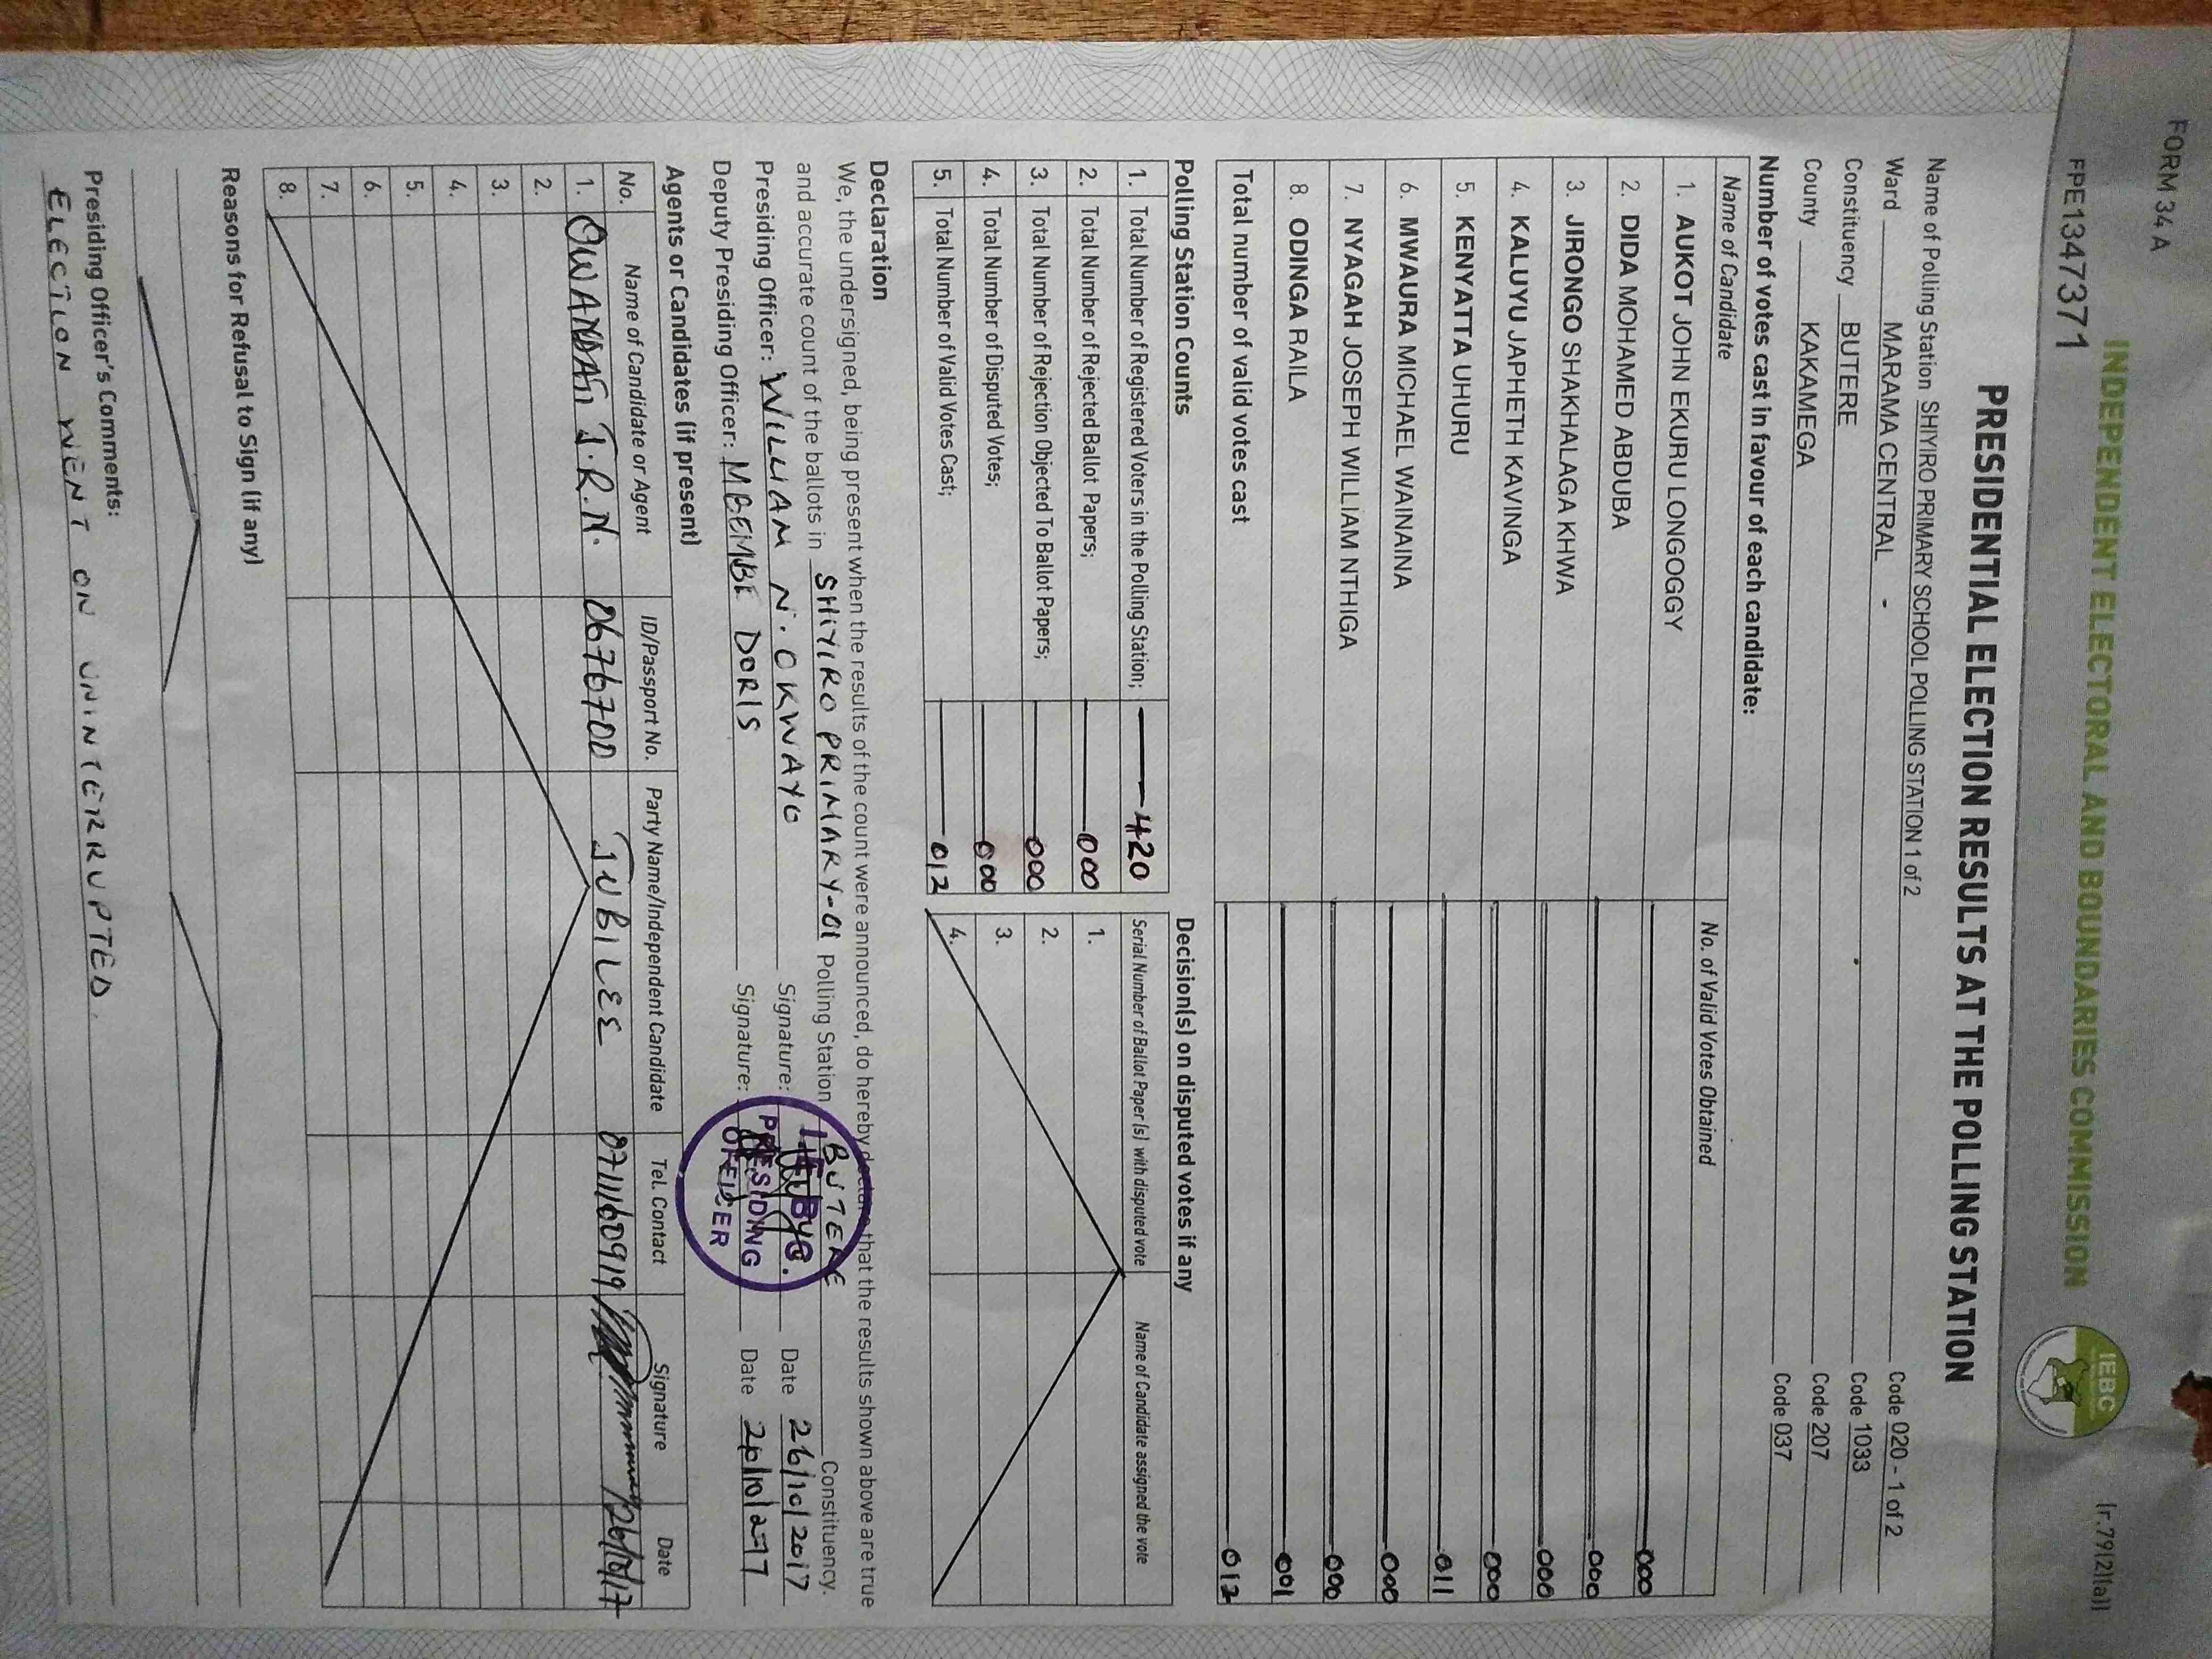 FORM 34 A
(r.79(2)(a))
INDEPENDENT ELECTORAL AND BOUNDARIES COMMISSION
IEBC
FPE1347371
PRESIDENTIAL ELECTION RESULTS AT THE POLLING STATION
Name of Polling Station SHIYIRO PRIMARY SCHOOL POLLING STATION 1 of 2 Code 020 - 1 of 2
Ward MARAMA CENTRAL - Code 1033
Constituency BUTERE Code 207
County KAKAMEGA Code 037
Number of votes cast in favour of each candidate:
Name of Candidate No. of Valid Votes Obtained
1. AUKOT JOHN EKURU LONGOGGY 000
2. DIDA MOHAMED ABDUBA 000
3. JIRONGO SHAKHALAGA KHWA 000
4. KALUYU JAPHETH KAVINGA 000
5. KENYATTA UHURU 011
6. MWAURA MICHAEL WAINAINA 000
7. NYAGAH JOSEPH WILLIAM NTHIGA 000
8. ODINGA RAILA 001
Total number of valid votes cast 012
Polling Station Counts Decision(s) on disputed votes if any
1. Total Number of Registered Voters in the Polling Station; 420 Serial Number of Ballot Paper (s) with disputed vote Name of Candidate assigned the vote
2. Total Number of Rejected Ballot Papers; 000 1.
3. Total Number of Rejection Objected To Ballot Papers; 000 2.
4. Total Number of Disputed Votes; 000 3.
5. Total Number of Valid Votes Cast; 012 4.
Declaration
We, the undersigned, being present when the results of the count were announced, do hereby declare that the results shown above are true
and accurate count of the ballots in SHIYIRO PRIMARY-01 Polling Station BUTERE Constituency.
Presiding Officer: WILLIAM N. OKWAYO Signature: Date 26/10/2017
Deputy Presiding Officer: MBEMBE DORIS Signature: Date
PRESIDING
OFFICER
Agents or Candidates (if present)
No. Name of Candidate or Agent ID/Passport No. Party Name/Independent Candidate Tel. Contact Signature Date
1. J.R.N. 0676700 JUBILEE 0711160919 26/10/17
2.
3.
4.
5.
6.
7.
8.
Reasons for Refusal to Sign (if any)
Presiding Officer's Comments:
ELECTION WENT ON UNINTERRUPTED.